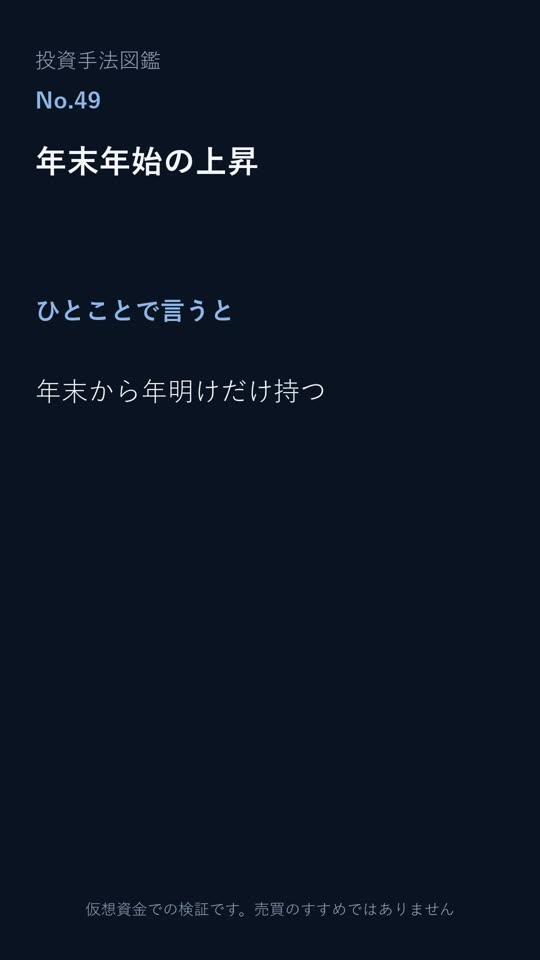 投資手法図鑑
No.49
年末年始の上昇
ひとことで言うと
年末から年明けだけ持つ
仮想資金での検証です。売買のすすめではありません